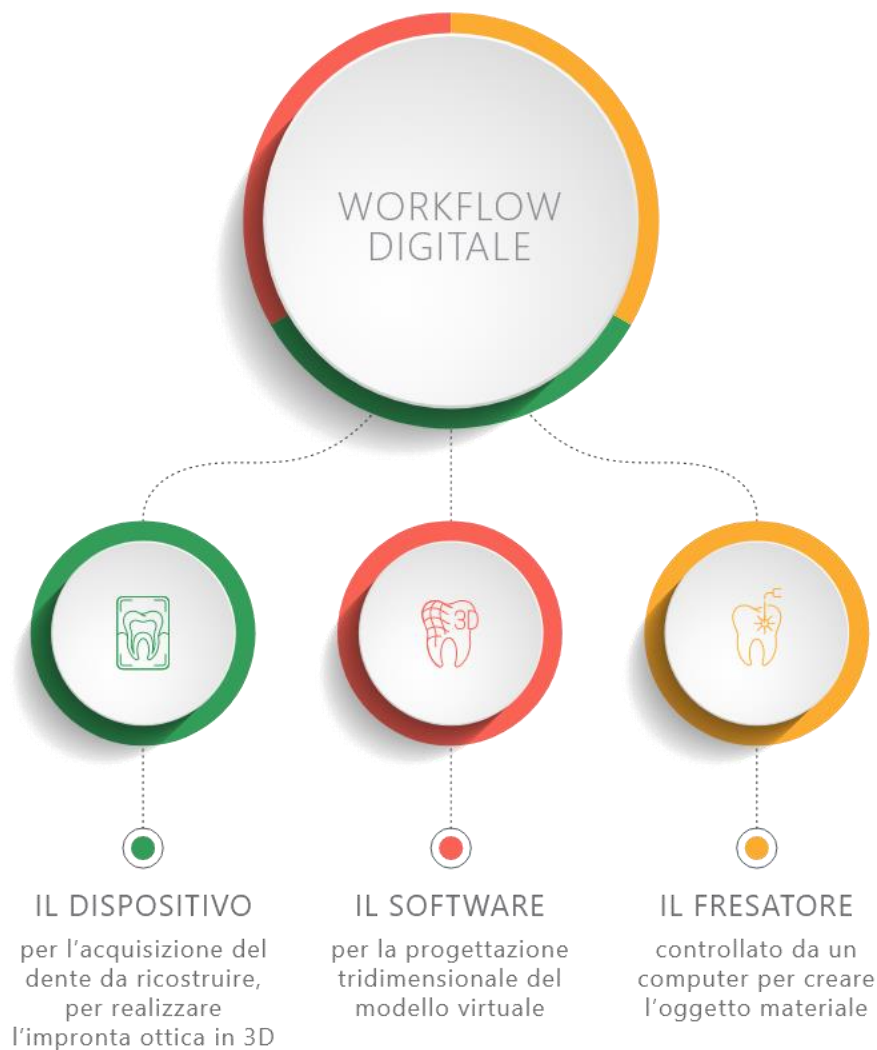 WORKFLOW
DIGITALE
3D
IL DISPOSITIVO
per l'acquisizione del
dente da ricostruire,
per realizzare
l'impronta ottica in 3D
IL SOFTWARE
per la progettazione
tridimensionale del
modello virtuale
IL FRESATORE
controllato da un
computer per creare
l'oggetto materiale